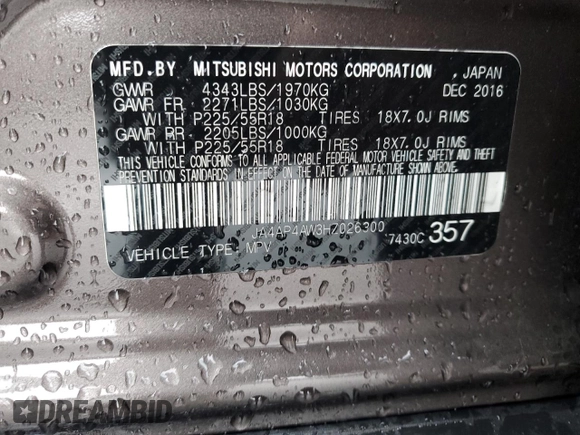 MFD.BY MITSUBISHI MOTORS CORPORATION , JAPAN
GVWR 4343LBS/1970KG DEC 2016
GAWR FR 2271LBS/1030KG
WITH P225/55R18 TIRES 18X7.0J RIMS
GAWR RR 2205LBS/1000KG
WITH P225/55R18 TIRES 18X7.0J RIMS
THIS VEHICLE CONFORMS TO ALL APPLICABLE FEDERAL MOTOR VEHICLE SAFETY AND THEFT
PREVENTION STANDARDS IN EFFECT ON THE DATE OF MANUFACTURE SHOWN ABOVE.
JA4AP4AW3HZ026300
VEHICLE TYPE: MPV 7430C 357
DREAMBID